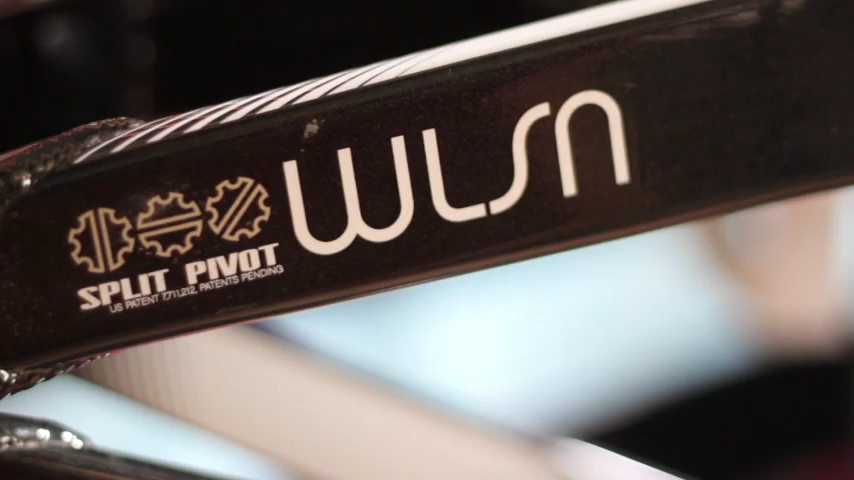 WLSN
SPLIT PIVOT
US PATENT 7,711,212, PATENTS PENDING